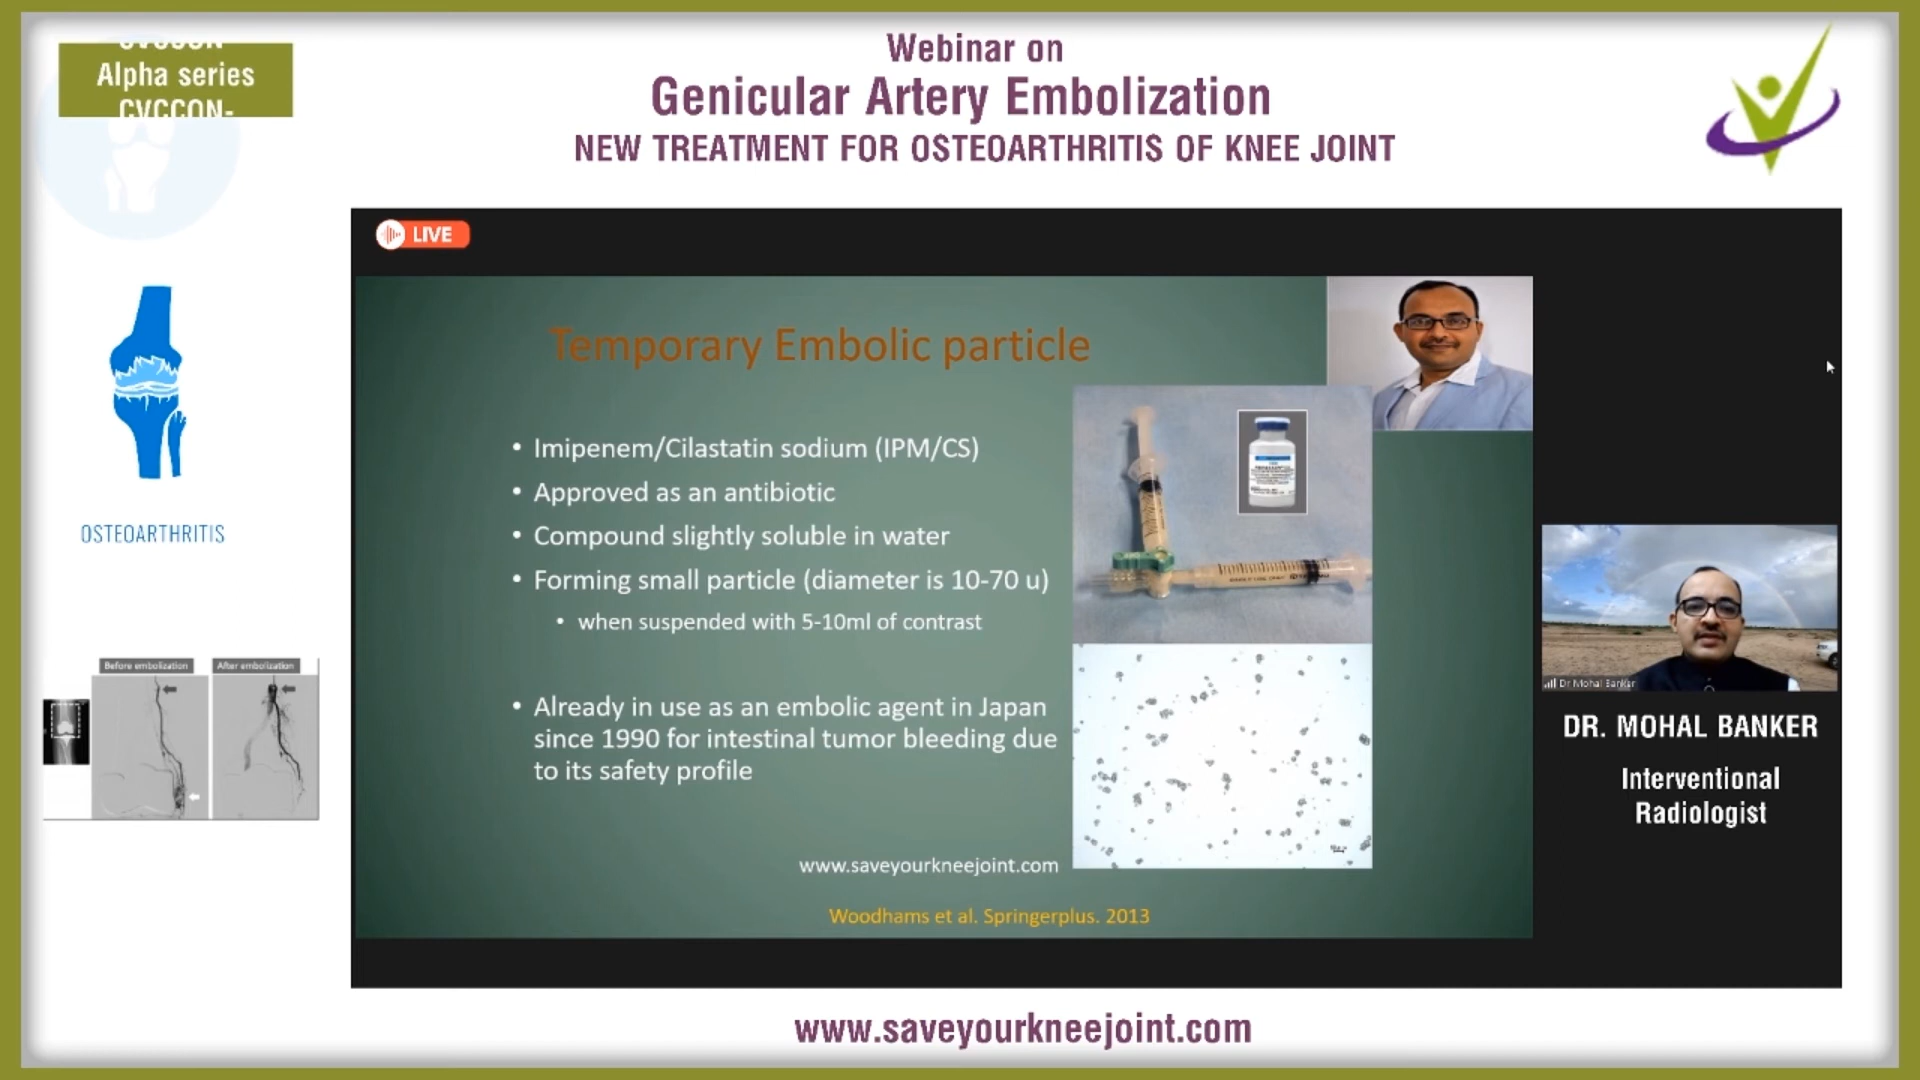 CVCCON
Alpha series
CVCCON-
Webinar on
Genicular Artery Embolization
NEW TREATMENT FOR OSTEOARTHRITIS OF KNEE JOINT
LIVE
Temporary Embolic particle
• Imipenem/Cilastatin sodium (IPM/CS)
• Approved as an antibiotic
• Compound slightly soluble in water
• Forming small particle (diameter is 10-70 u)
• when suspended with 5-10ml of contrast
• Already in use as an embolic agent in Japan
since 1990 for intestinal tumor bleeding due
to its safety profile
www.saveyourkneejoint.com
Woodhams et al. Springerplus. 2013
OSTEOARTHRITIS
Before embolization
After embolization
Dr Mohal Banker
DR. MOHAL BANKER
Interventional
Radiologist
www.saveyourkneejoint.com